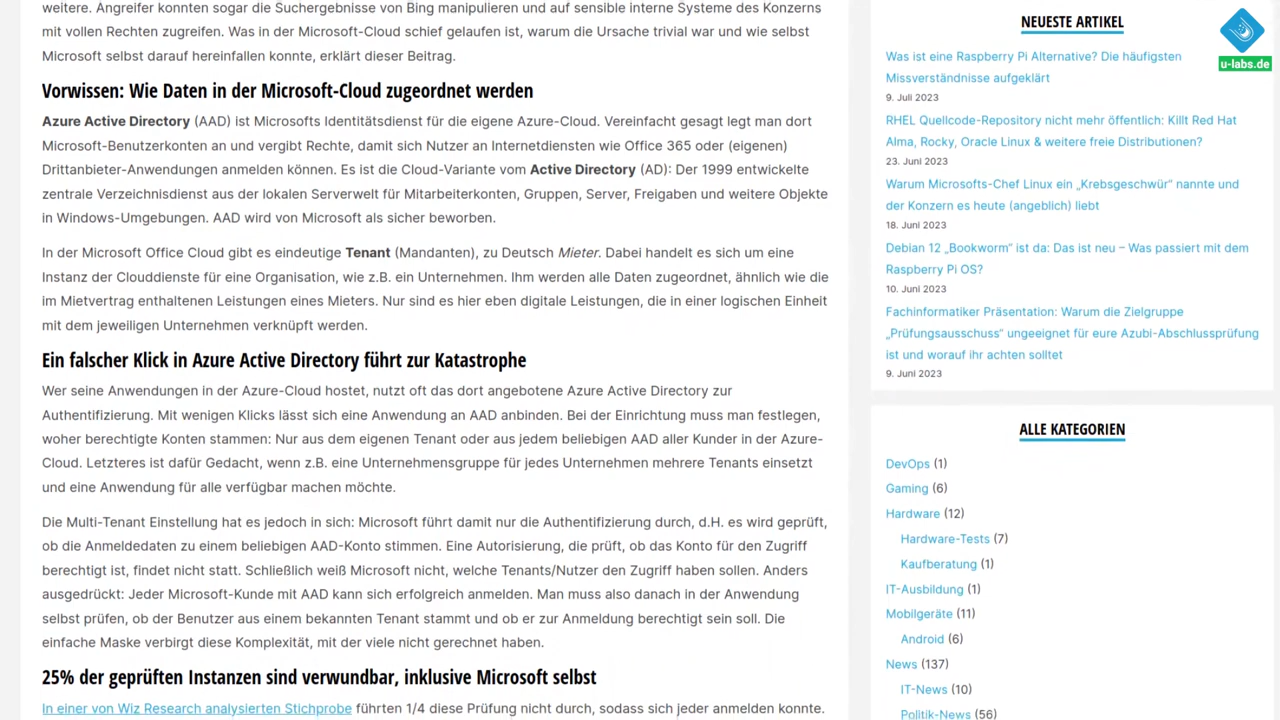 weitere. Angreifer konnten sogar die Suchergebnisse von Bing manipulieren und auf sensible interne Systeme des Konzerns
mit vollen Rechten zugreifen. Was in der Microsoft-Cloud schief gelaufen ist, warum die Ursache trivial war und wie selbst
Microsoft selbst darauf hereinfallen konnte, erklärt dieser Beitrag.
Vorwissen: Wie Daten in der Microsoft-Cloud zugeordnet werden
Azure Active Directory (AAD) ist Microsofts Identitätsdienst für die eigene Azure-Cloud. Vereinfacht gesagt legt man dort
Microsoft-Benutzerkonten an und vergibt Rechte, damit sich Nutzer an Internetdiensten wie Office 365 oder (eigenen)
Drittanbieter-Anwendungen anmelden können. Es ist die Cloud-Variante vom Active Directory (AD): Der 1999 entwickelte
zentrale Verzeichnisdienst aus der lokalen Serverwelt für Mitarbeiterkonten, Gruppen, Server, Freigaben und weitere Objekte
in Windows-Umgebungen. AAD wird von Microsoft als sicher beworben.
In der Microsoft Office Cloud gibt es eindeutige Tenant (Mandanten), zu Deutsch Mieter. Dabei handelt es sich um eine
Instanz der Clouddienste für eine Organisation, wie z.B. ein Unternehmen. Ihm werden alle Daten zugeordnet, ähnlich wie die
im Mietvertrag enthaltenen Leistungen eines Mieters. Nur sind es hier eben digitale Leistungen, die in einer logischen Einheit
mit dem jeweiligen Unternehmen verknüpft werden.
Ein falscher Klick in Azure Active Directory führt zur Katastrophe
Wer seine Anwendungen in der Azure-Cloud hostet, nutzt oft das dort angebotene Azure Active Directory zur
Authentifizierung. Mit wenigen Klicks lässt sich eine Anwendung an AAD anbinden. Bei der Einrichtung muss man festlegen,
woher berechtigte Konten stammen: Nur aus dem eigenen Tenant oder aus jedem beliebigen AAD aller Kunder in der Azure-
Cloud. Letzteres ist dafür Gedacht, wenn z.B. eine Unternehmensgruppe für jedes Unternehmen mehrere Tenants einsetzt
und eine Anwendung für alle verfügbar machen möchte.
Die Multi-Tenant Einstellung hat es jedoch in sich: Microsoft führt damit nur die Authentifizierung durch, d.H. es wird geprüft,
ob die Anmeldedaten zu einem beliebigen AAD-Konto stimmen. Eine Autorisierung, die prüft, ob das Konto für den Zugriff
berechtigt ist, findet nicht statt. Schließlich weiß Microsoft nicht, welche Tenants/Nutzer den Zugriff haben sollen. Anders
ausgedrückt: Jeder Microsoft-Kunde mit AAD kann sich erfolgreich anmelden. Man muss also danach in der Anwendung
selbst prüfen, ob der Benutzer aus einem bekannten Tenant stammt und ob er zur Anmeldung berechtigt sein soll. Die
einfache Maske verbirgt diese Komplexität, mit der viele nicht gerechnet haben.
25% der geprüften Instanzen sind verwundbar, inklusive Microsoft selbst
In einer von Wiz Research analysierten Stichprobe führten 1/4 diese Prüfung nicht durch, sodass sich jeder anmelden konnte.
NEUESTE ARTIKEL
u-labs.de
Was ist eine Raspberry Pi Alternative? Die häufigsten
Missverständnisse aufgeklärt
9. Juli 2023
RHEL Quellcode-Repository nicht mehr öffentlich: Killt Red Hat
Alma, Rocky, Oracle Linux & weitere freie Distributionen?
23. Juni 2023
Warum Microsofts-Chef Linux ein „Krebsgeschwür“ nannte und
der Konzern es heute (angeblich) liebt
18. Juni 2023
Debian 12 „Bookworm“ ist da: Das ist neu – Was passiert mit dem
Raspberry Pi OS?
10. Juni 2023
Fachinformatiker Präsentation: Warum die Zielgruppe
„Prüfungsausschuss“ ungeeignet für eure Azubi-Abschlussprüfung
ist und worauf ihr achten solltet
9. Juni 2023
ALLE KATEGORIEN
DevOps (1)
Gaming (6)
Hardware (12)
Hardware-Tests (7)
Kaufberatung (1)
IT-Ausbildung (1)
Mobilgeräte (11)
Android (6)
News (137)
IT-News (10)
Politik-News (56)